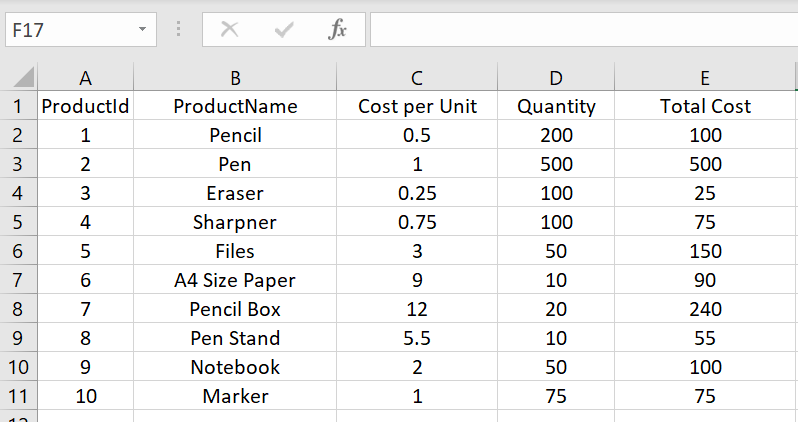 F17 fx
A B C D E
1 ProductId ProductName Cost per Unit Quantity Total Cost
2 1 Pencil 0.5 200 100
3 2 Pen 1 500 500
4 3 Eraser 0.25 100 25
5 4 Sharpner 0.75 100 75
6 5 Files 3 50 150
7 6 A4 Size Paper 9 10 90
8 7 Pencil Box 12 20 240
9 8 Pen Stand 5.5 10 55
10 9 Notebook 2 50 100
11 10 Marker 1 75 75